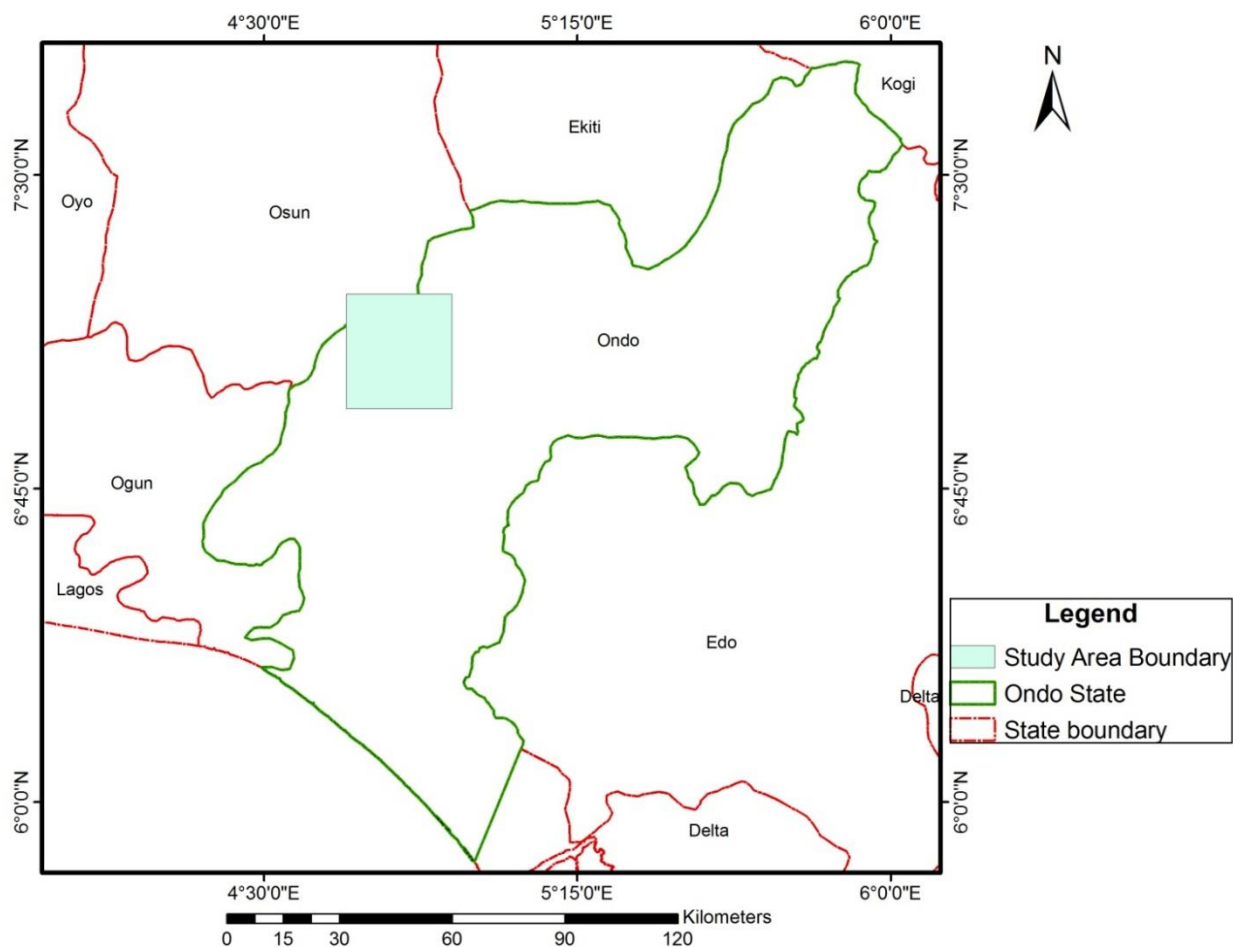 4°30'0"E 5°15'0"E 6°0'0"E
N
Kogi
Ekiti
7°30'0"N 7°30'0"N
Oyo
Osun
Ondo
Ogun
6°45'0"N 6°45'0"N
Lagos
Edo
Legend
Study Area Boundary
Ondo State
State boundary
Delta
6°0'0"N 6°0'0"N
Delta
4°30'0"E 5°15'0"E 6°0'0"E
Kilometers
0 15 30 60 90 120